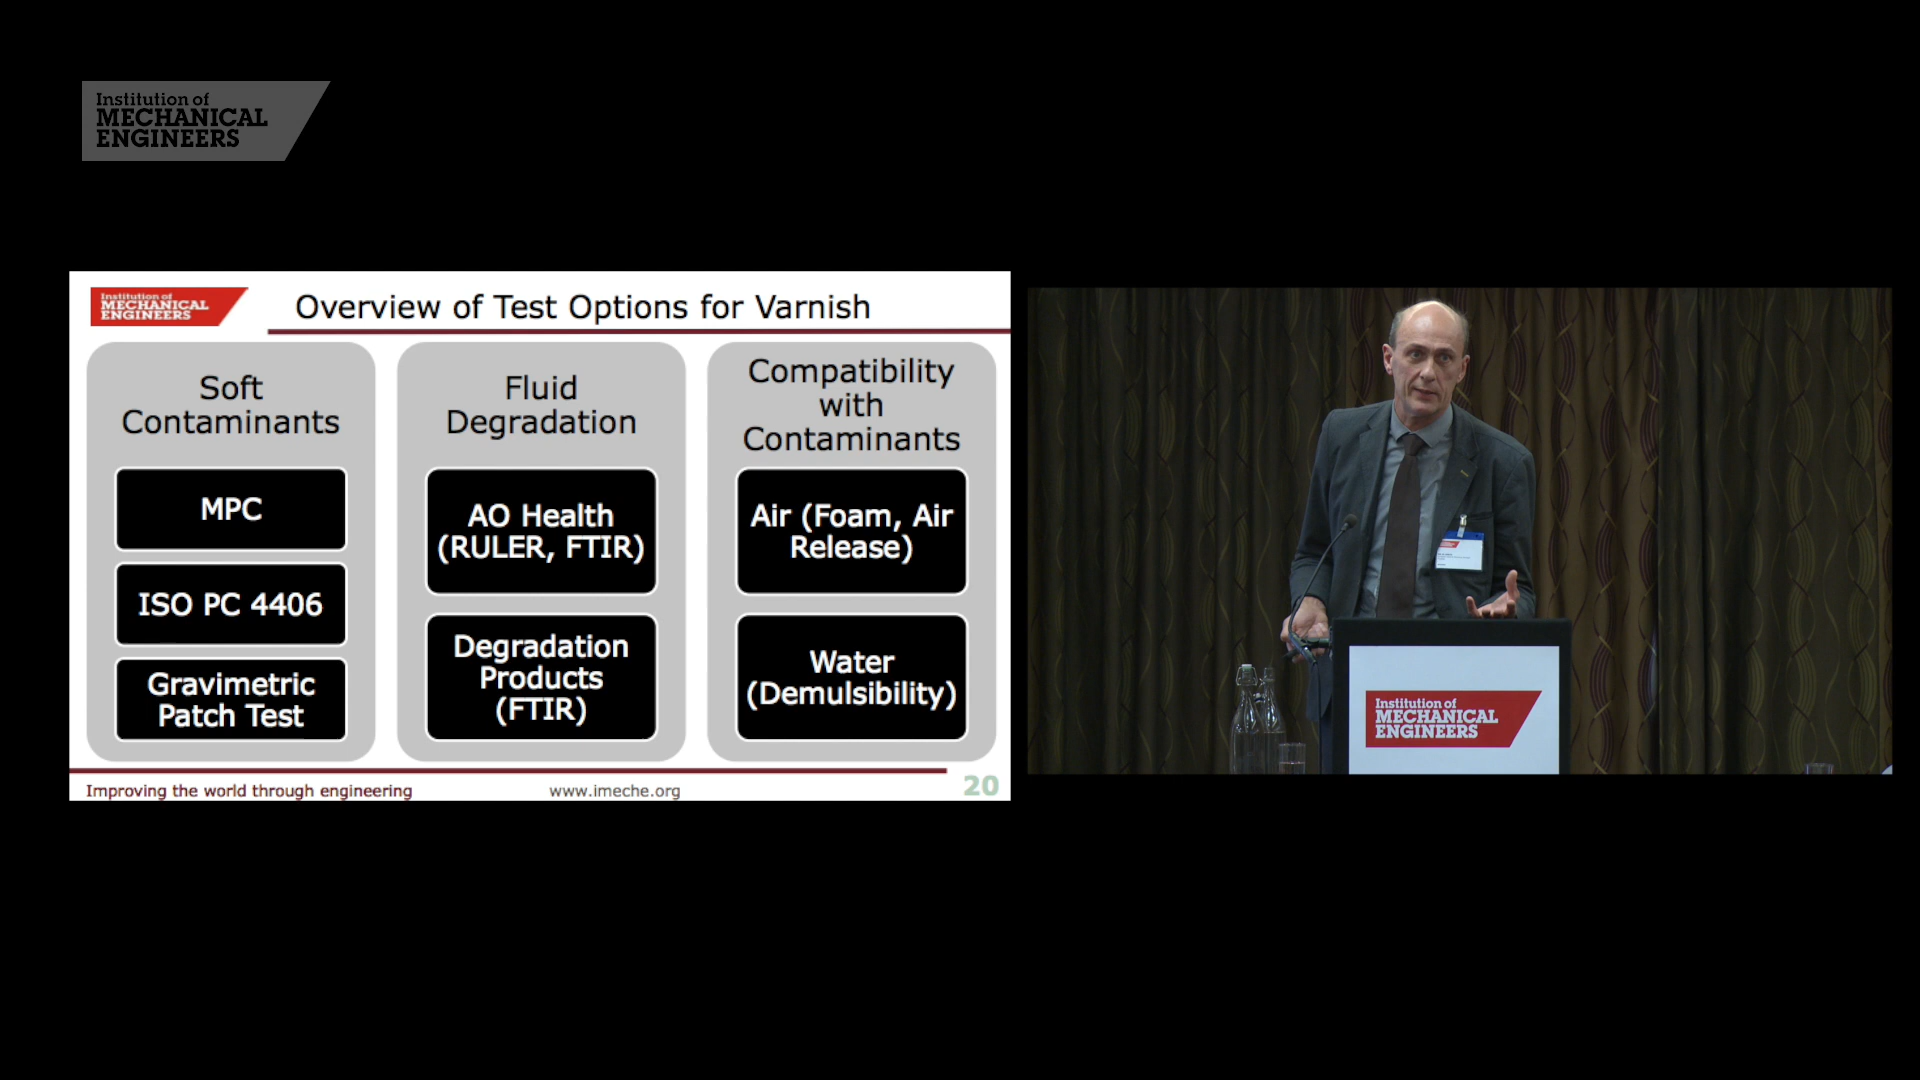 Institution of
MECHANICAL
ENGINEERS
Institution of
MECHANICAL
ENGINEERS
Overview of Test Options for Varnish
Soft
Contaminants
MPC
ISO PC 4406
Gravimetric
Patch Test
Fluid
Degradation
AO Health
(RULER, FTIR)
Degradation
Products
(FTIR)
Compatibility
with
Contaminants
Air (Foam, Air
Release)
Water
(Demulsibility)
Improving the world through engineering
www.imeche.org
20
Institution of
MECHANICAL
ENGINEERS